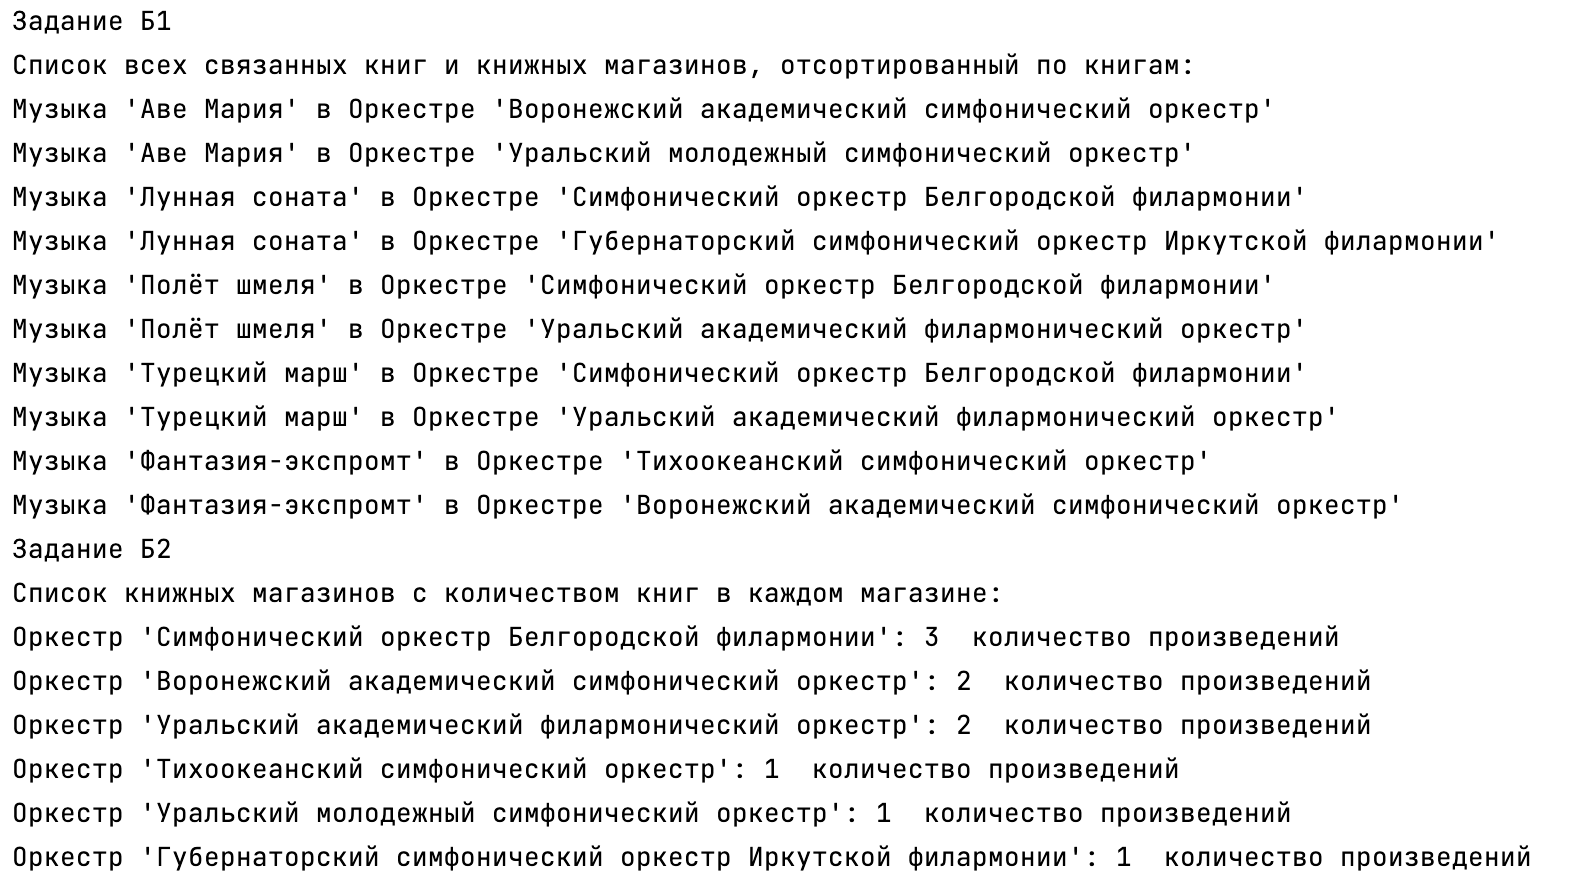 Задание Б1
Список всех связанных книг и книжных магазинов, отсортированный по книгам:
Музыка 'Аве Мария' в Оркестре 'Воронежский академический симфонический оркестр'
Музыка 'Аве Мария' в Оркестре 'Уральский молодежный симфонический оркестр'
Музыка 'Лунная соната' в Оркестре 'Симфонический оркестр Белгородской филармонии'
Музыка 'Лунная соната' в Оркестре 'Губернаторский симфонический оркестр Иркутской филармонии'
Музыка 'Полёт шмеля' в Оркестре 'Симфонический оркестр Белгородской филармонии'
Музыка 'Полёт шмеля' в Оркестре 'Уральский академический филармонический оркестр'
Музыка 'Турецкий марш' в Оркестре 'Симфонический оркестр Белгородской филармонии'
Музыка 'Турецкий марш' в Оркестре 'Уральский академический филармонический оркестр'
Музыка 'Фантазия-экспромт' в Оркестре 'Тихоокеанский симфонический оркестр'
Музыка 'Фантазия-экспромт' в Оркестре 'Воронежский академический симфонический оркестр'
Задание Б2
Список книжных магазинов с количеством книг в каждом магазине:
Оркестр 'Симфонический оркестр Белгородской филармонии': 3  количество произведений
Оркестр 'Воронежский академический симфонический оркестр': 2  количество произведений
Оркестр 'Уральский академический филармонический оркестр': 2  количество произведений
Оркестр 'Тихоокеанский симфонический оркестр': 1  количество произведений
Оркестр 'Уральский молодежный симфонический оркестр': 1  количество произведений
Оркестр 'Губернаторский симфонический оркестр Иркутской филармонии': 1  количество произведений